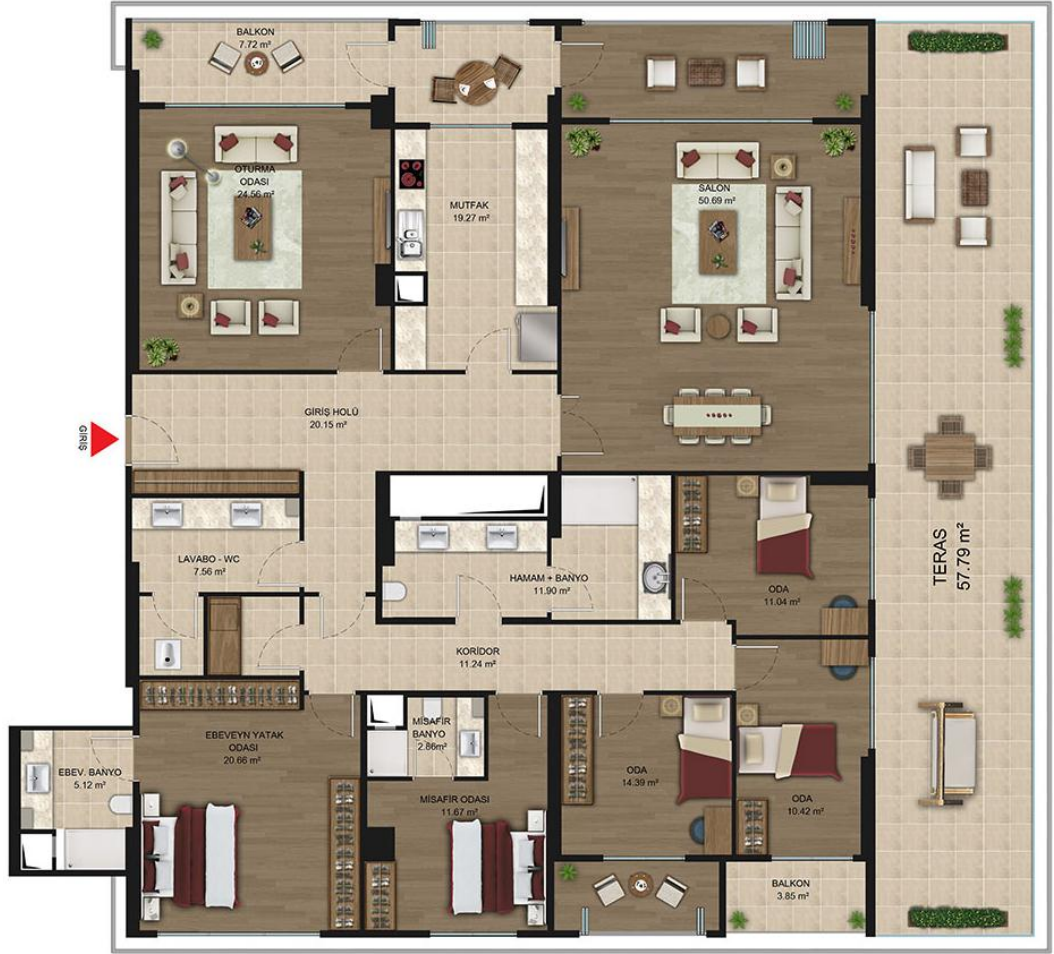 BALKON
7.72 m²
OTURMA
ODASI
24.56 m²
MUTFAK
19.27 m²
SALON
50.69 m²
GİRİŞ HOLÜ
20.15 m²
GİRİŞ
LAVABO - WC
7.56 m²
HAMAM + BANYO
11.90 m²
ODA
11.04 m²
TERAS
57.79 m²
KORİDOR
11.24 m²
EBEVEYN YATAK
ODASI
20.66 m²
MİSAFİR
BANYO
2.86m²
EBEV. BANYO
5.12 m²
MİSAFİR ODASI
11.67 m²
ODA
14.39 m²
ODA
10.42 m²
BALKON
3.85 m²